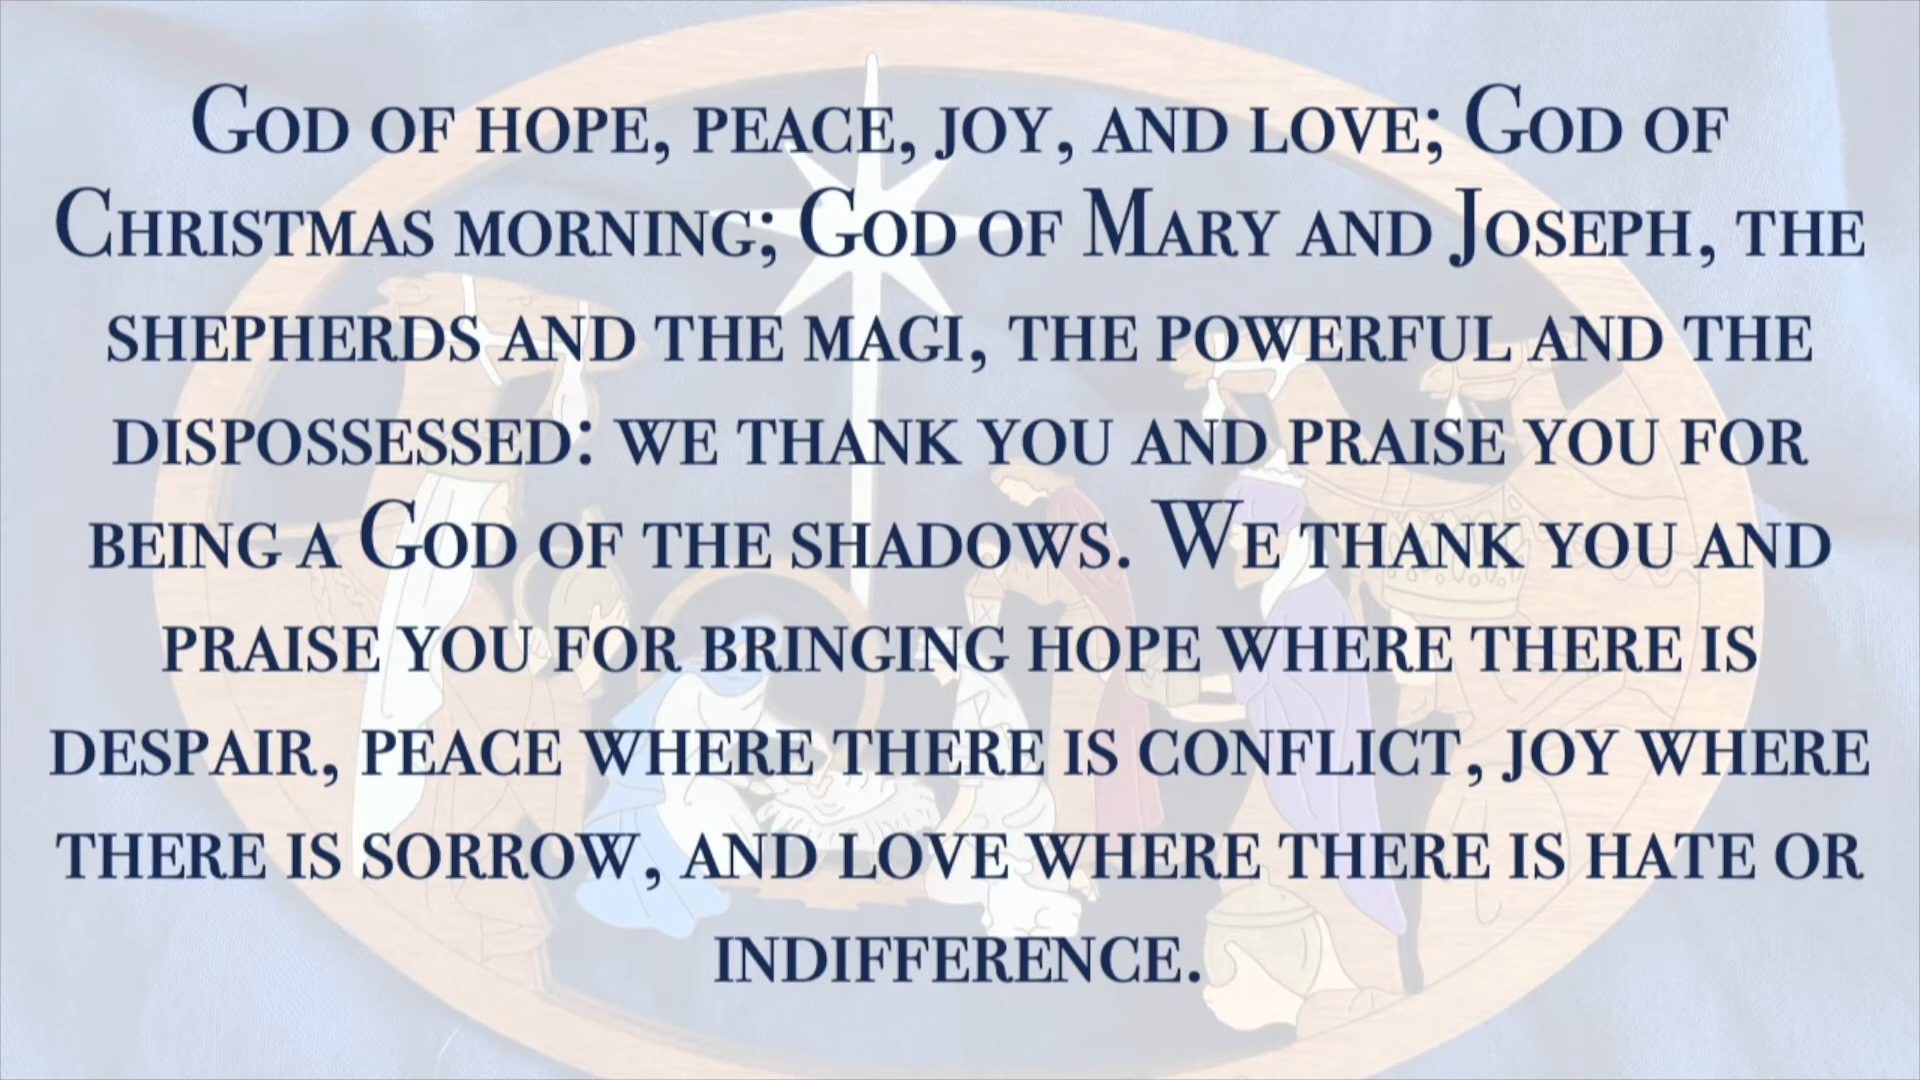 God of hope, peace, joy, and love; God of
Christmas morning; God of Mary and Joseph, the
shepherds and the magi, the powerful and the
dispossessed: we thank you and praise you for
being a God of the shadows. We thank you and
praise you for bringing hope where there is
despair, peace where there is conflict, joy where
there is sorrow, and love where there is hate or
indifference.